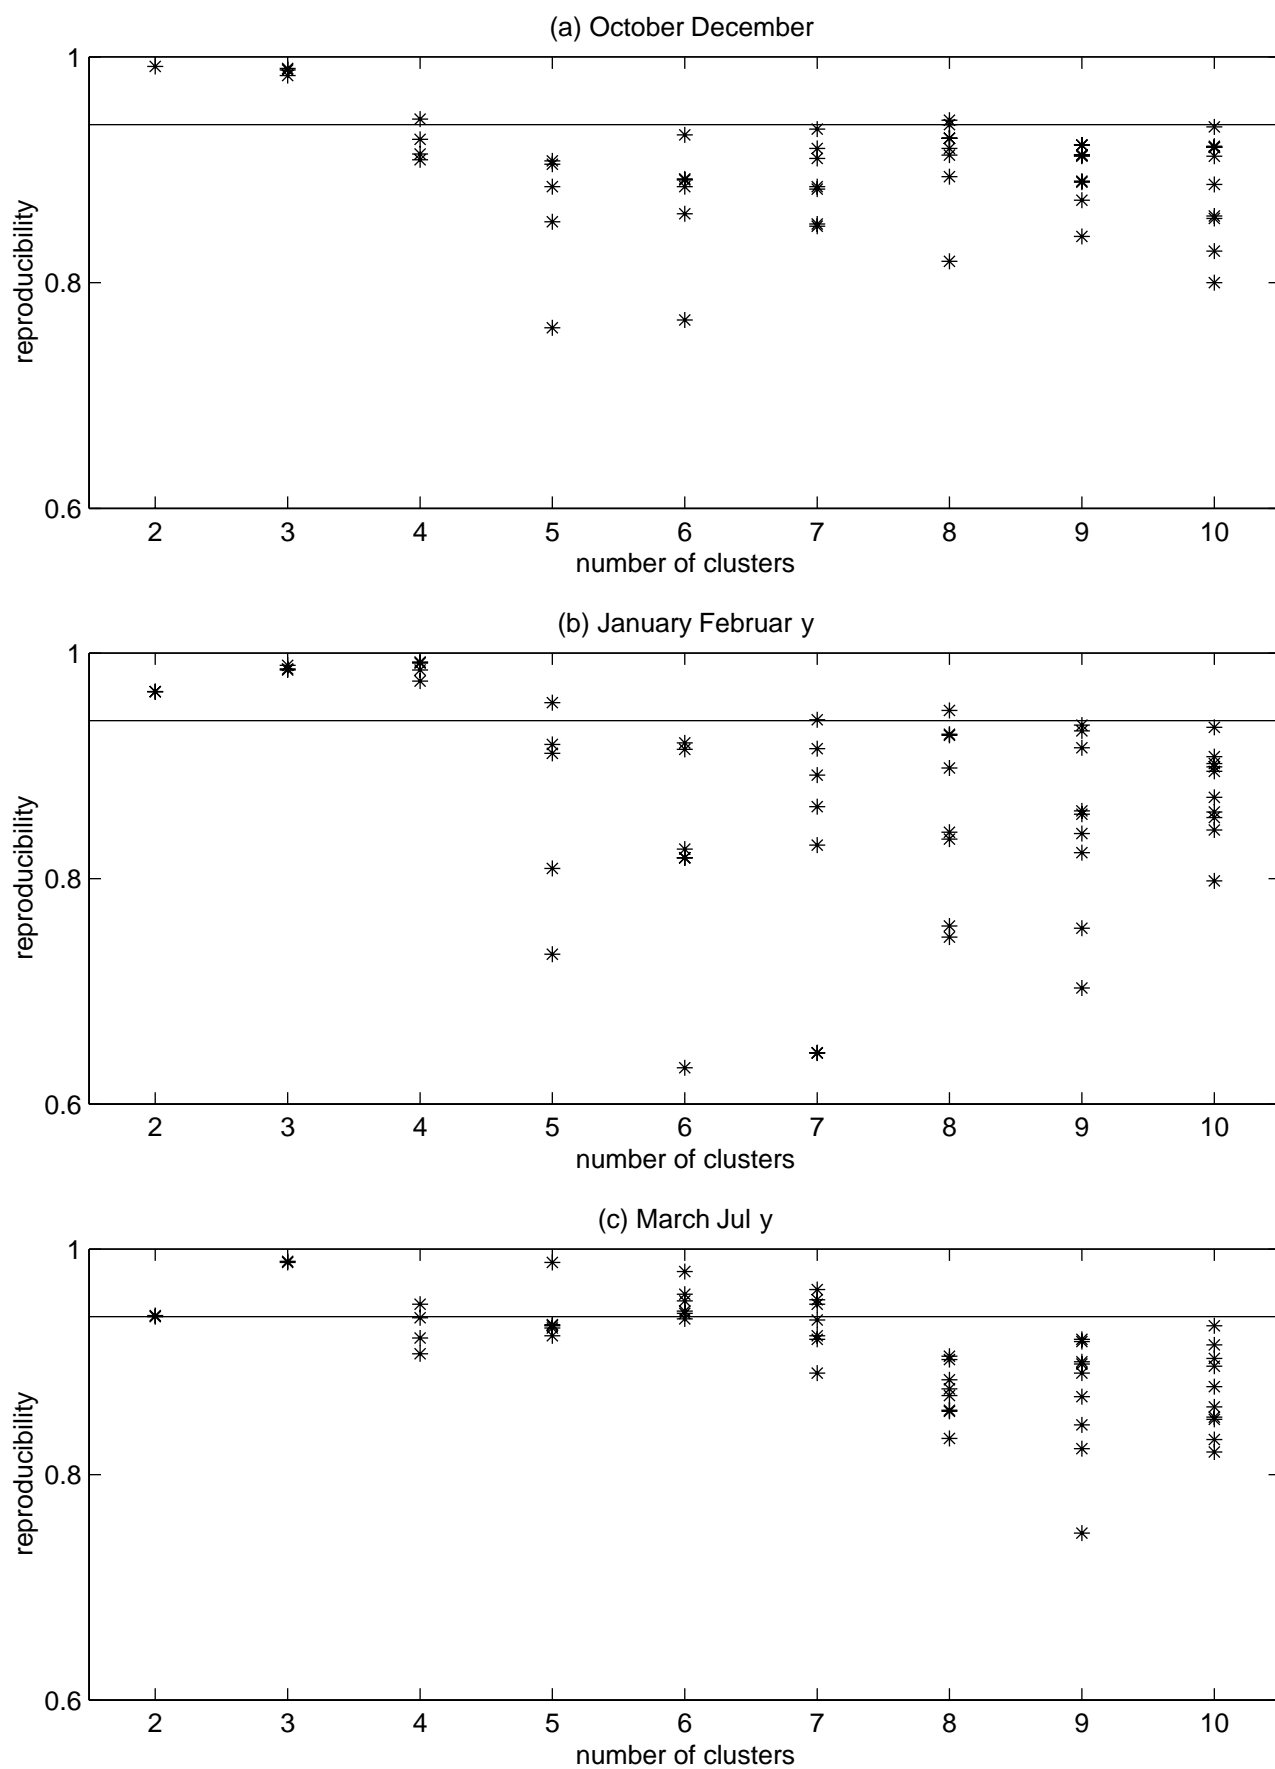 (a) October December
1
0.8
0.6
reproducibility
2 3 4 5 6 7 8 9 10
number of clusters
(b) January Februar y
1
0.8
0.6
reproducibility
2 3 4 5 6 7 8 9 10
number of clusters
(c) March Jul y
1
0.8
0.6
reproducibility
2 3 4 5 6 7 8 9 10
number of clusters